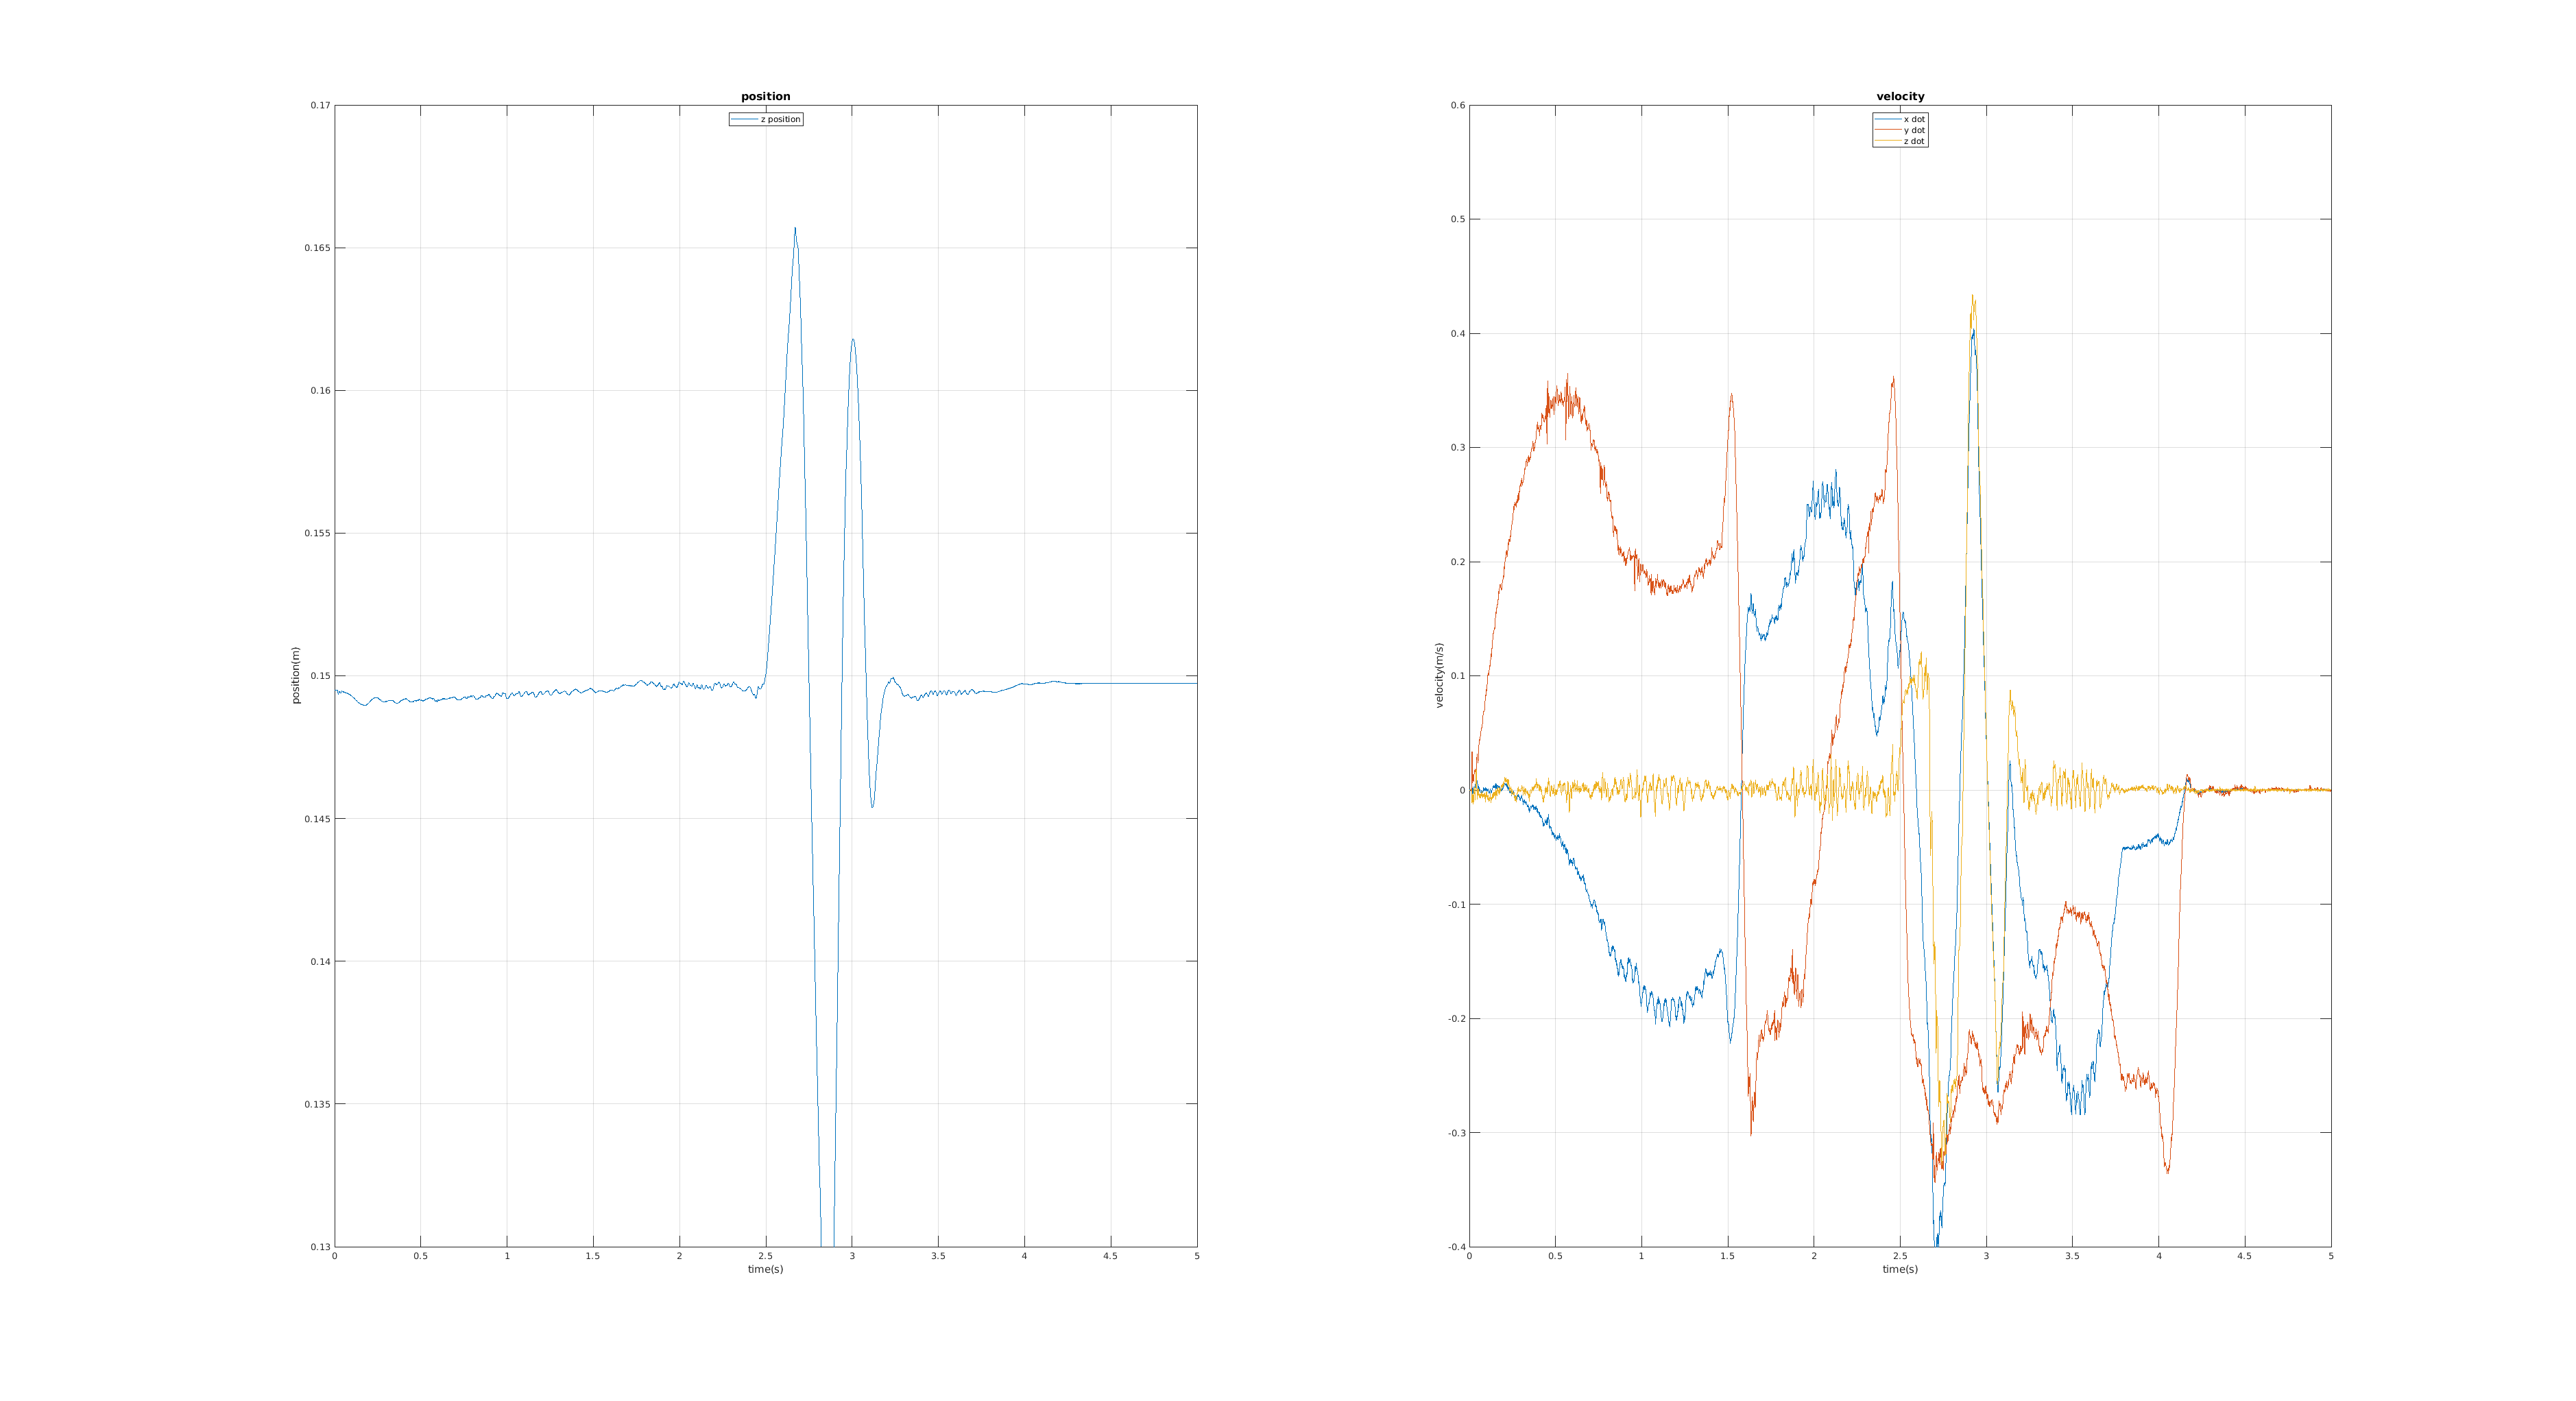 position
z position
0.17
0.165
0.16
0.155
0.15
0.145
0.14
0.135
0.13
position(m)
0 0.5 1 1.5 2 2.5 3 3.5 4 4.5 5
time(s)
velocity
x dot
y dot
z dot
0.6
0.5
0.4
0.3
0.2
0.1
0
-0.1
-0.2
-0.3
-0.4
velocity(m/s)
0 0.5 1 1.5 2 2.5 3 3.5 4 4.5 5
time(s)